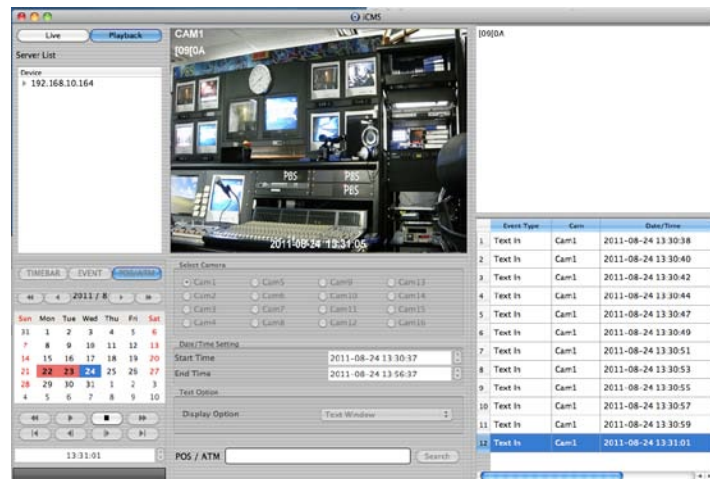 iCMS
Live Playback
Server List
Device
192.168.10.164
CAM1
[09[0A
PBS PBS
PBS
2011-08-24 13:31:05
[09[0A
TIMEBAR EVENT POS/ATM
2011 / 8
Sun Mon Tue Wed Thu Fri Sat
31 1 2 3 4 5 6
7 8 9 10 11 12 13
14 15 16 17 18 19 20
21 22 23 24 25 26 27
28 29 30 31 1 2 3
4 5 6 7 8 9 10
13:31:01
Select Camera
Cam1 Cam5 Cam9 Cam13
Cam2 Cam6 Cam10 Cam14
Cam3 Cam7 Cam11 Cam15
Cam4 Cam8 Cam12 Cam16
Date/Time Setting
Start Time 2011-08-24 13:30:37
End Time 2011-08-24 13:56:37
Text Option
Display Option Text Window
POS / ATM Search
Event Type Cam Date/Time
1 Text In Cam1 2011-08-24 13:30:38
2 Text In Cam1 2011-08-24 13:30:40
3 Text In Cam1 2011-08-24 13:30:42
4 Text In Cam1 2011-08-24 13:30:44
5 Text In Cam1 2011-08-24 13:30:47
6 Text In Cam1 2011-08-24 13:30:49
7 Text In Cam1 2011-08-24 13:30:51
8 Text In Cam1 2011-08-24 13:30:53
9 Text In Cam1 2011-08-24 13:30:55
10 Text In Cam1 2011-08-24 13:30:57
11 Text In Cam1 2011-08-24 13:30:59
12 Text In Cam1 2011-08-24 13:31:01